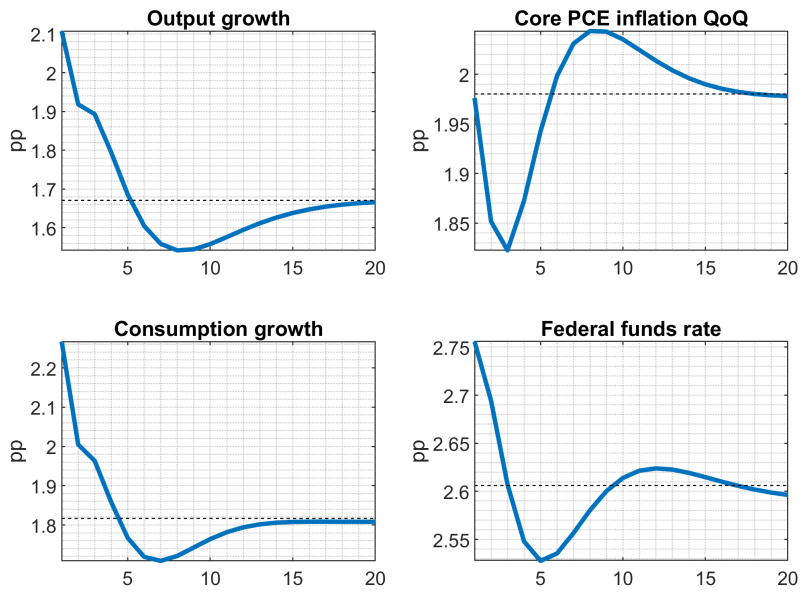 Output growth
2.1
2
1.9
1.8
1.7
1.6
pp
5 10 15 20
Core PCE inflation QoQ
2
1.95
1.9
1.85
pp
5 10 15 20
Consumption growth
2.2
2.1
2
1.9
1.8
pp
5 10 15 20
Federal funds rate
2.75
2.7
2.65
2.6
2.55
pp
5 10 15 20